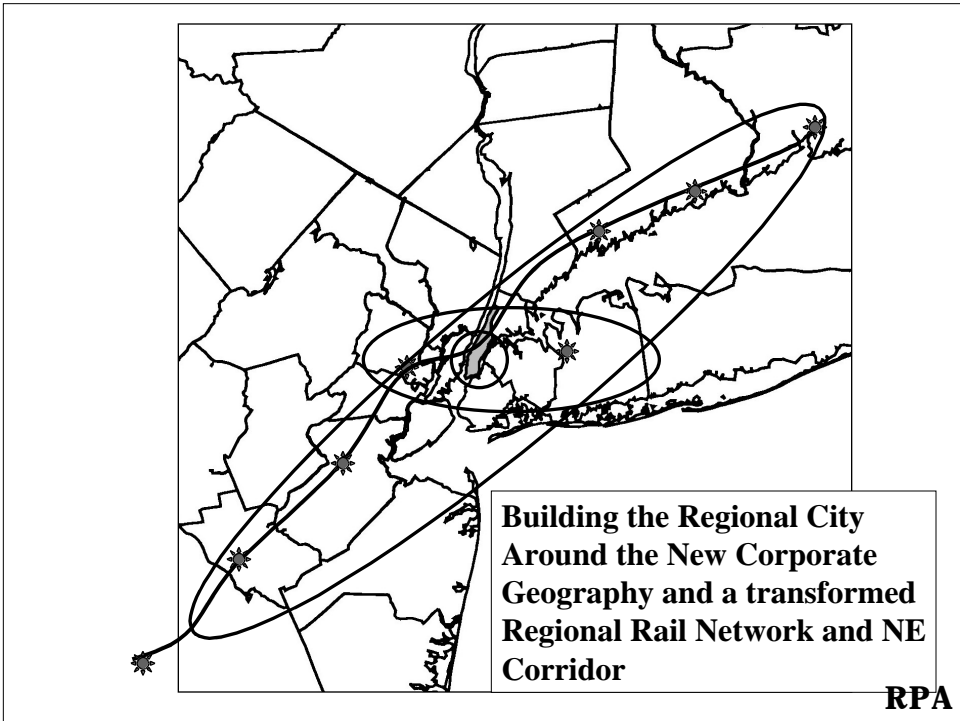 Building the Regional City
Around the New Corporate
Geography and a transformed
Regional Rail Network and NE
Corridor
RPA